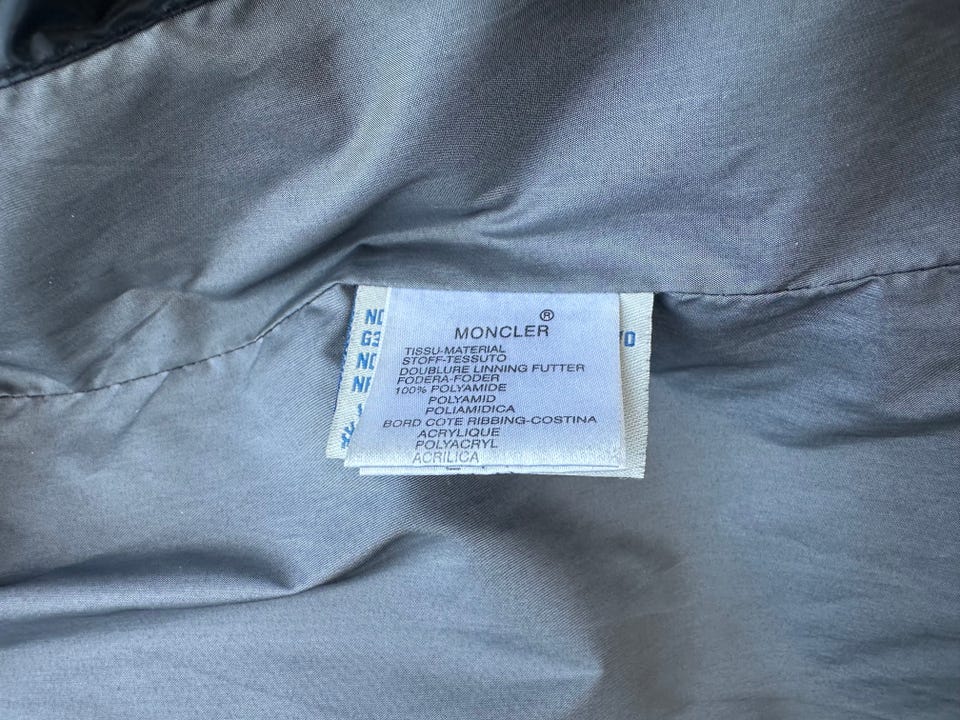 MONCLER ®
TISSU-MATERIAL
STOFF-TESSUTO
DOUBLURE LINNING FUTTER
FODERA-FODER
100% POLYAMIDE
POLYAMID
POLIAMIDICA
BORD COTE RIBBING-COSTINA
ACRYLIQUE
POLYACRYL
ACRILICA